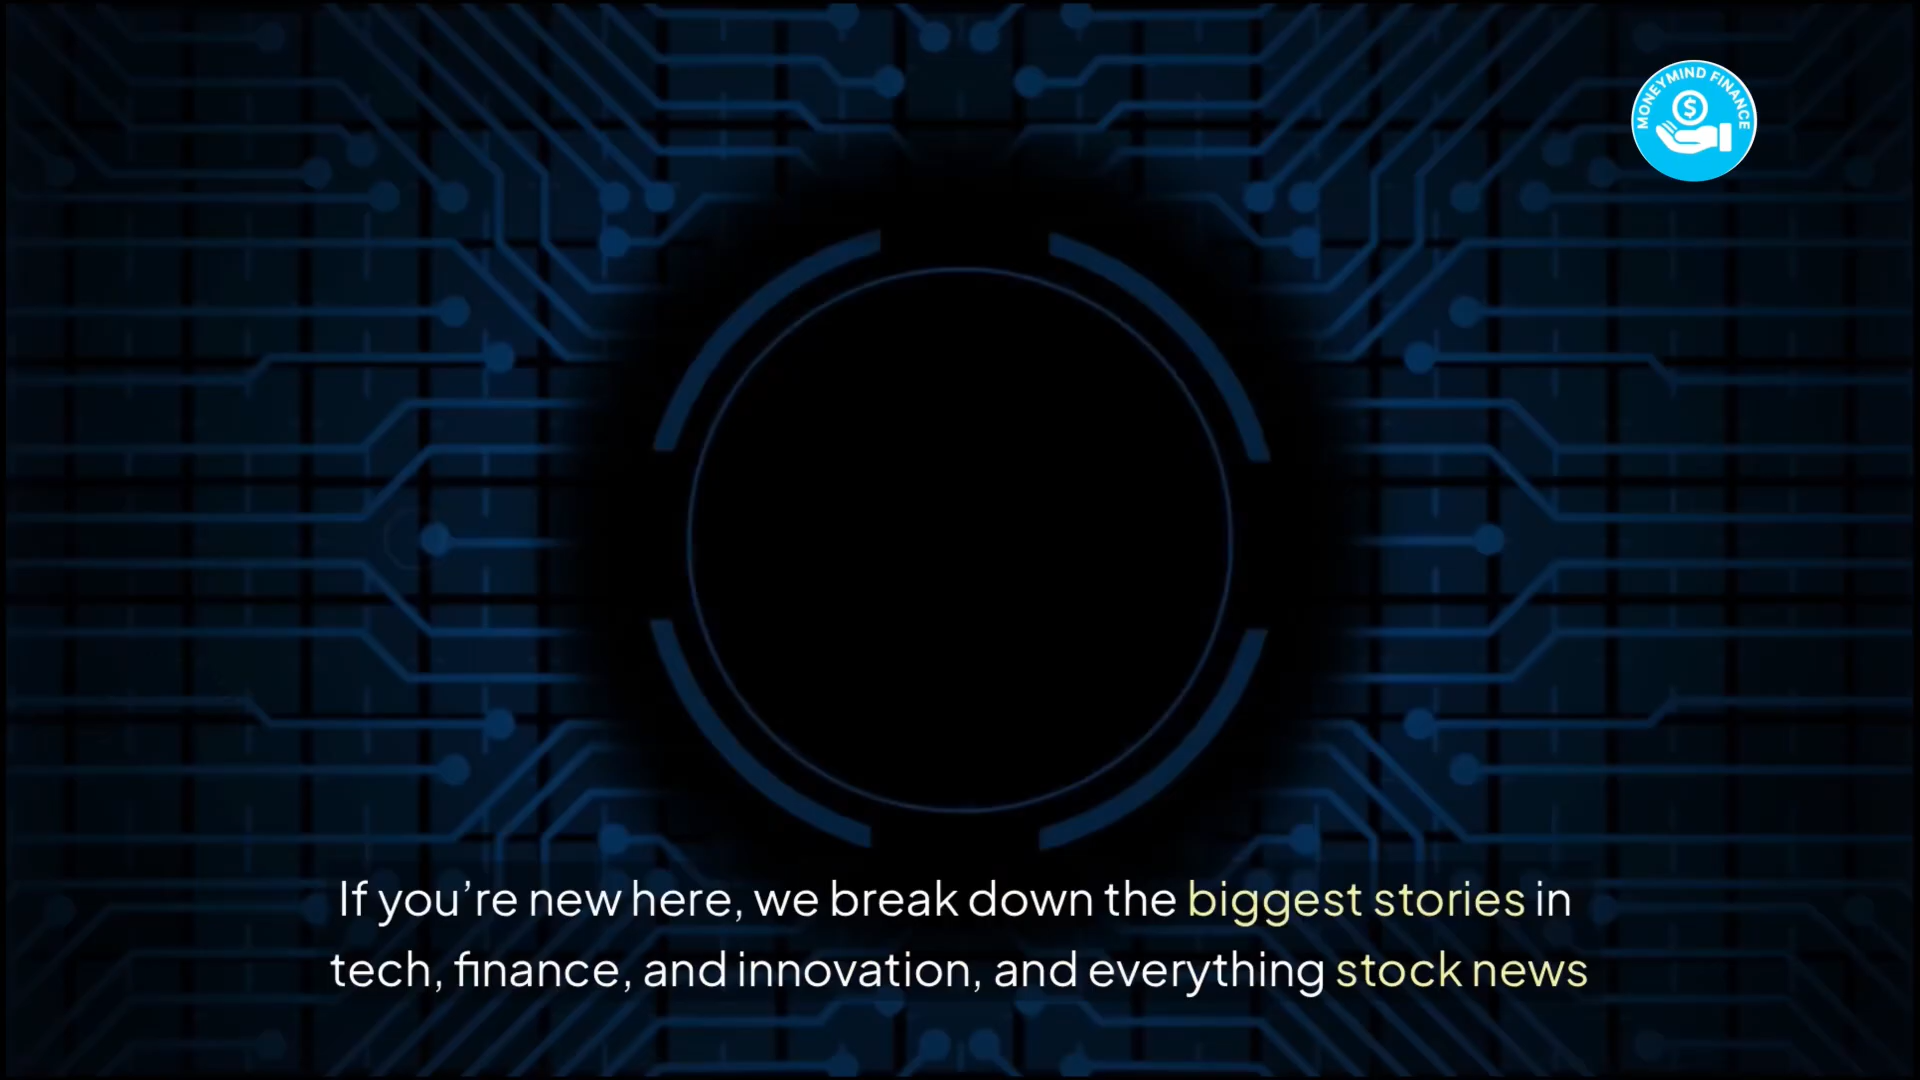 MONEYMIND FINANCE
$
If you’re new here, we break down the biggest stories in
tech, finance, and innovation, and everything stock news